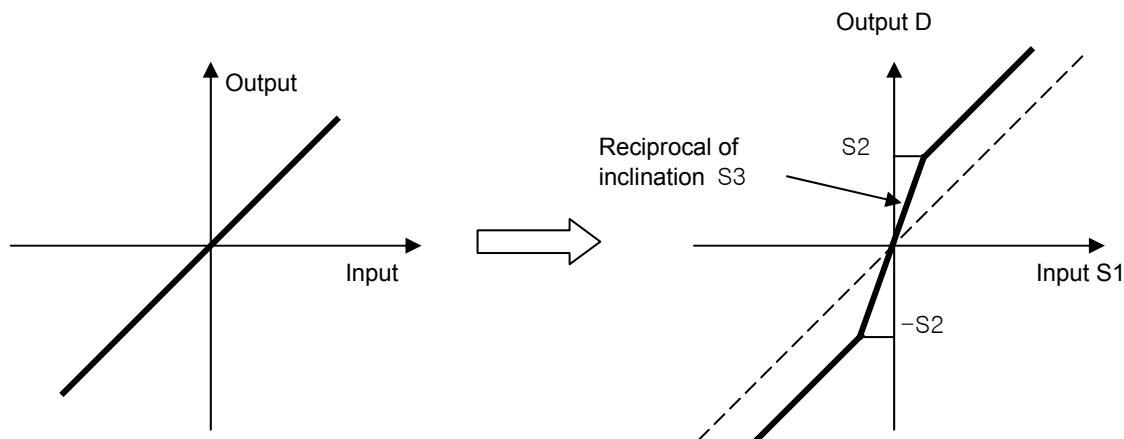 Output
Input
Output D
Reciprocal of
inclination S3
S2
-S2
Input S1